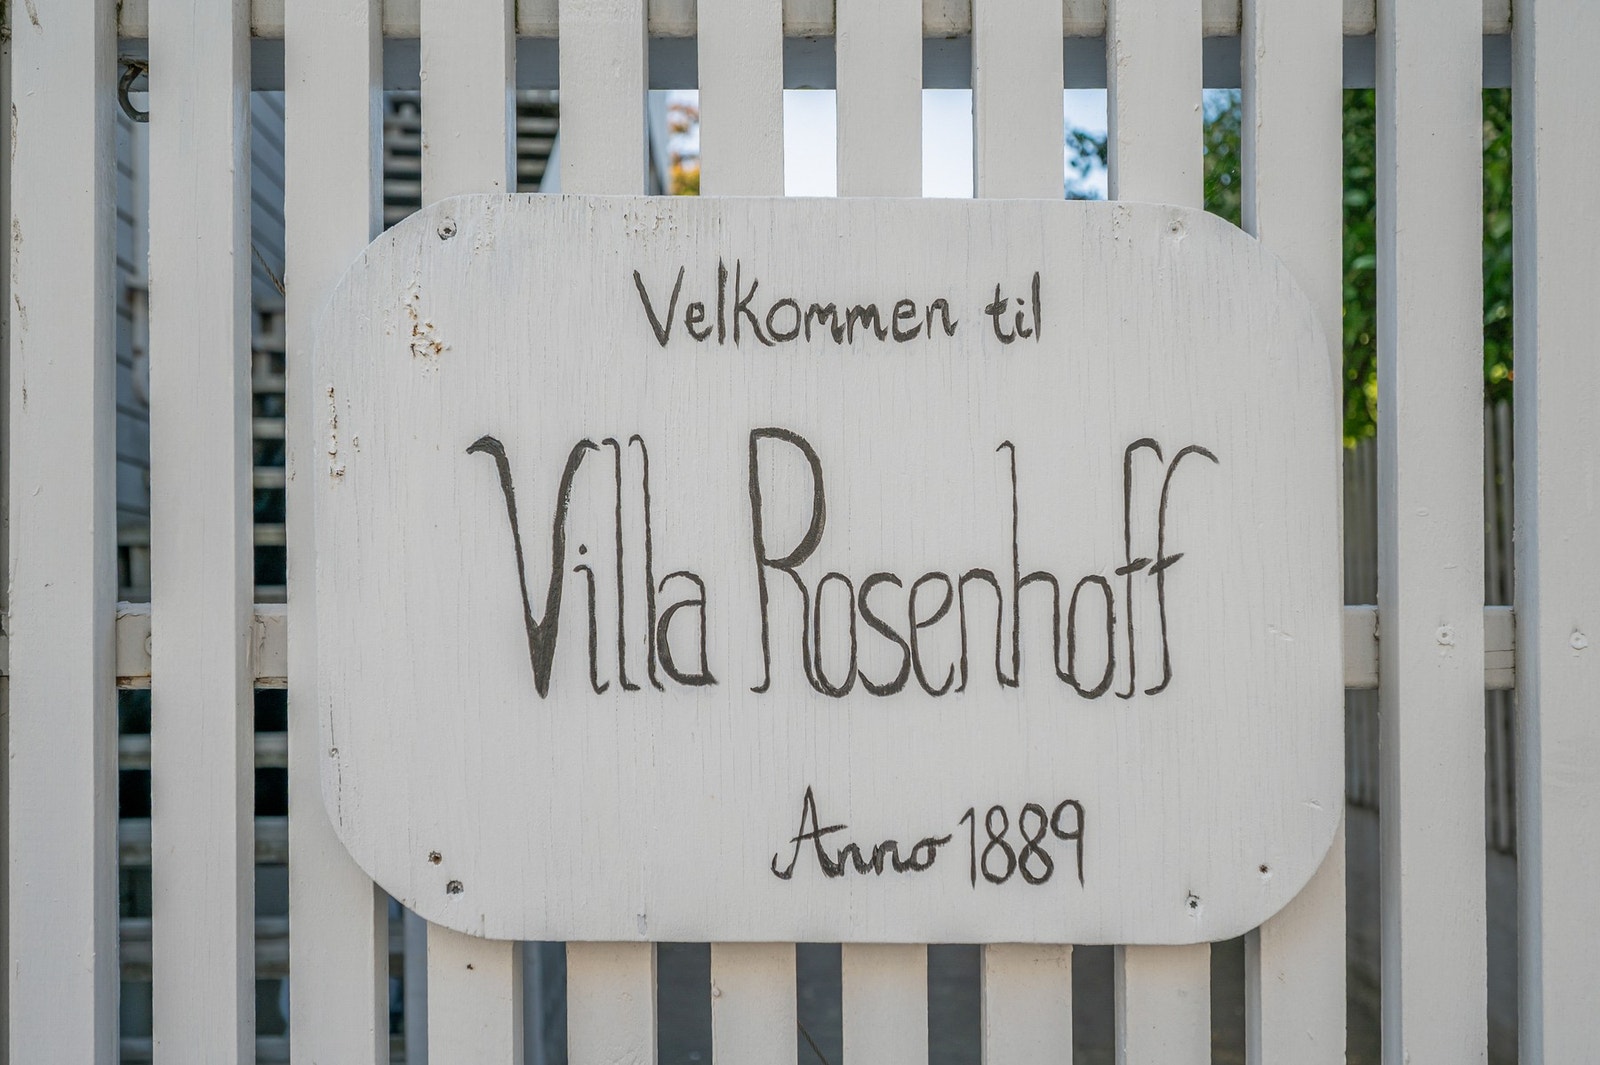 Velkommen til
Villa Rosenhoff
Anno 1889